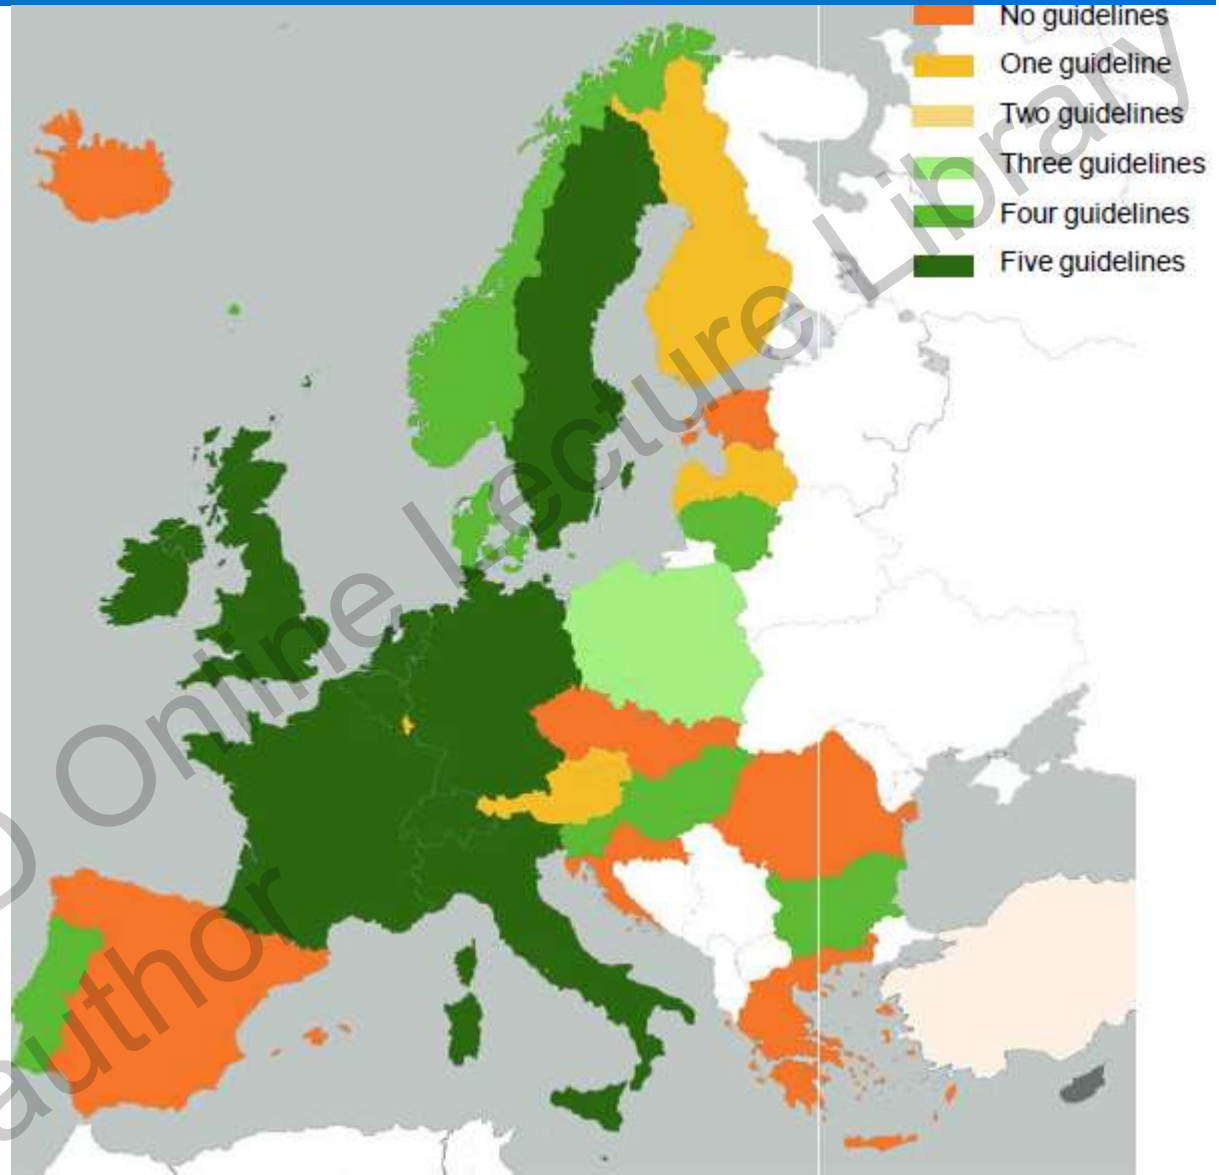 No guidelines
One guideline
Two guidelines
Three guidelines
Four guidelines
Five guidelines
Online Lecture Library
author